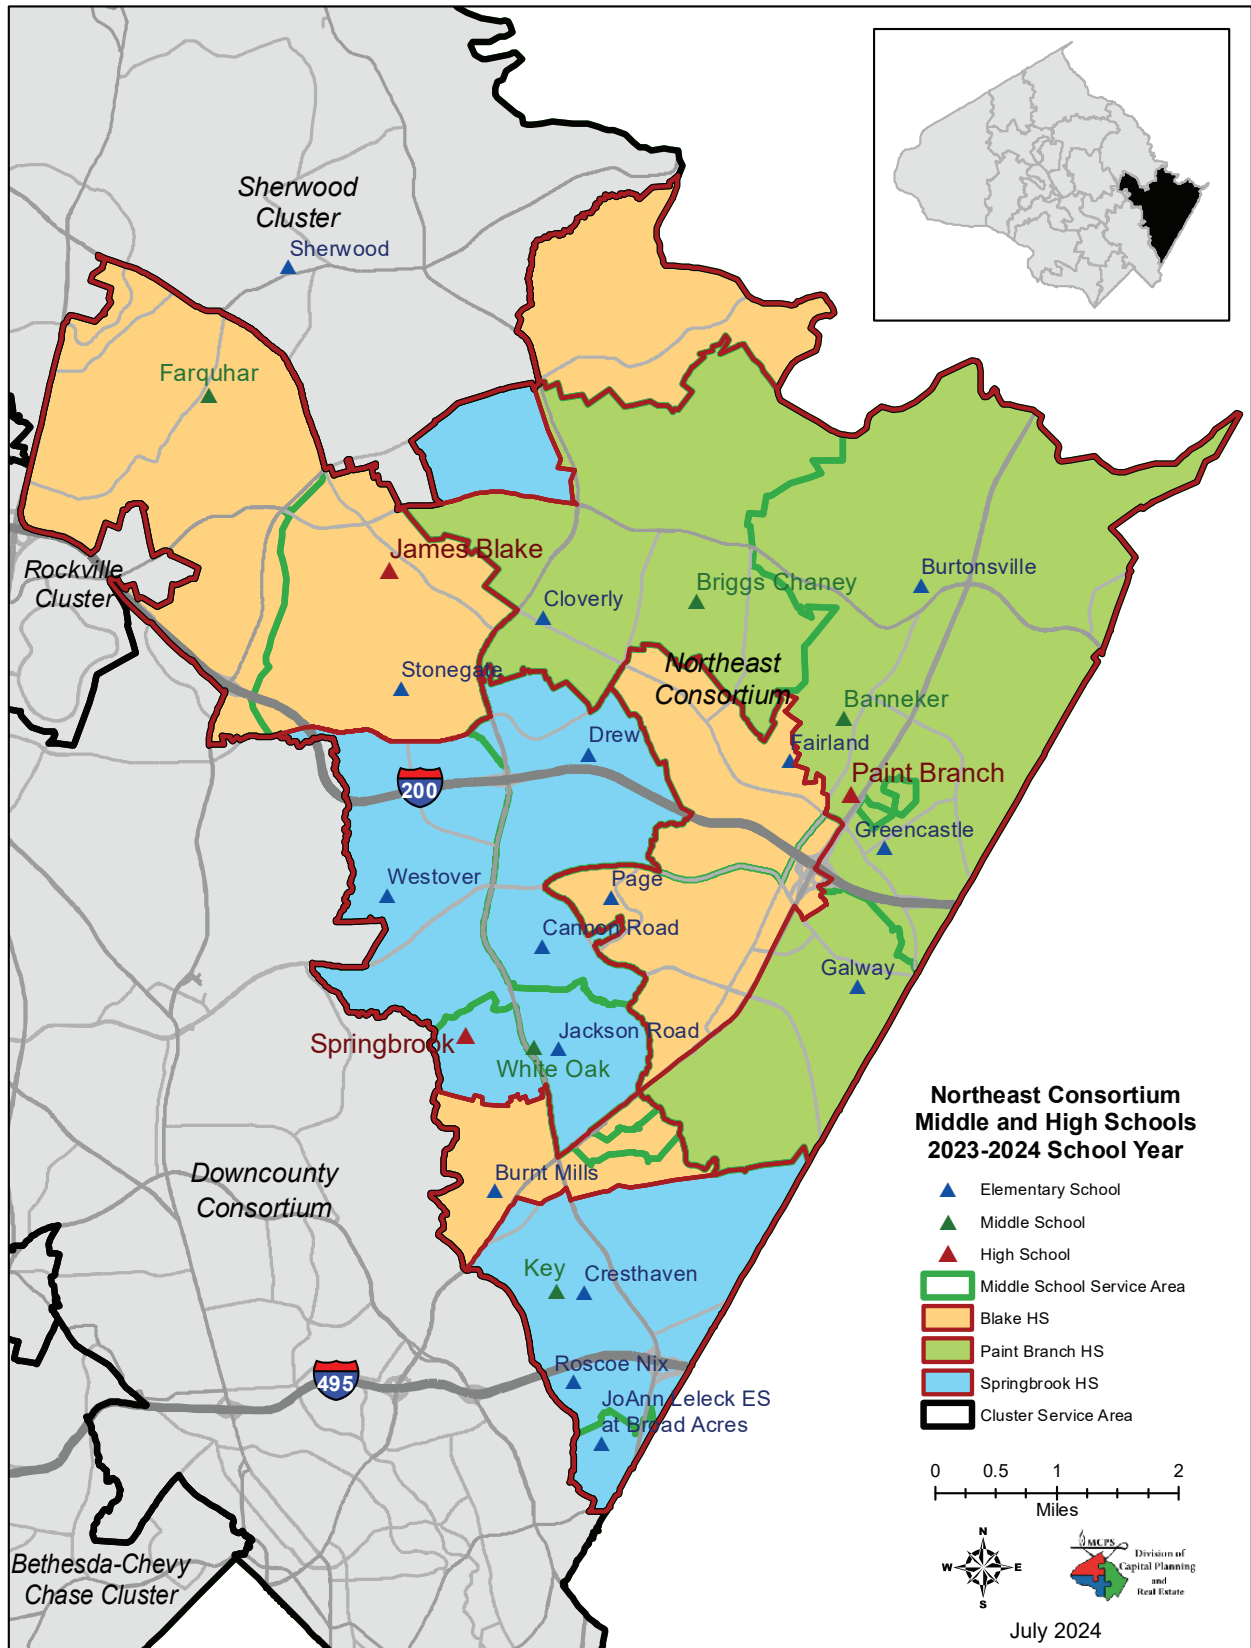 Sherwood
Cluster
Sherwood
Farquhar
Rockville
Cluster
James Blake
Cloverly
Briggs Chaney
Burtonsville
Stonegate
Northeast
Consortium
Banneker
Drew
Fairland
Paint Branch
200
Greencastle
Westover
Page
Cannon Road
Galway
Springbrook
Jackson Road
White Oak
Downcounty
Consortium
Burnt Mills
Key
Cresthaven
Roscoe Nix
495
JoAnn Leleck ES
at Broad Acres
Bethesda-Chevy
Chase Cluster
Northeast Consortium
Middle and High Schools
2023-2024 School Year
Elementary School
Middle School
High School
Middle School Service Area
Blake HS
Paint Branch HS
Springbrook HS
Cluster Service Area
0 0.5 1 2
Miles
N
W E
S
MCPS
Division of
Capital Planning
and
Real Estate
July 2024